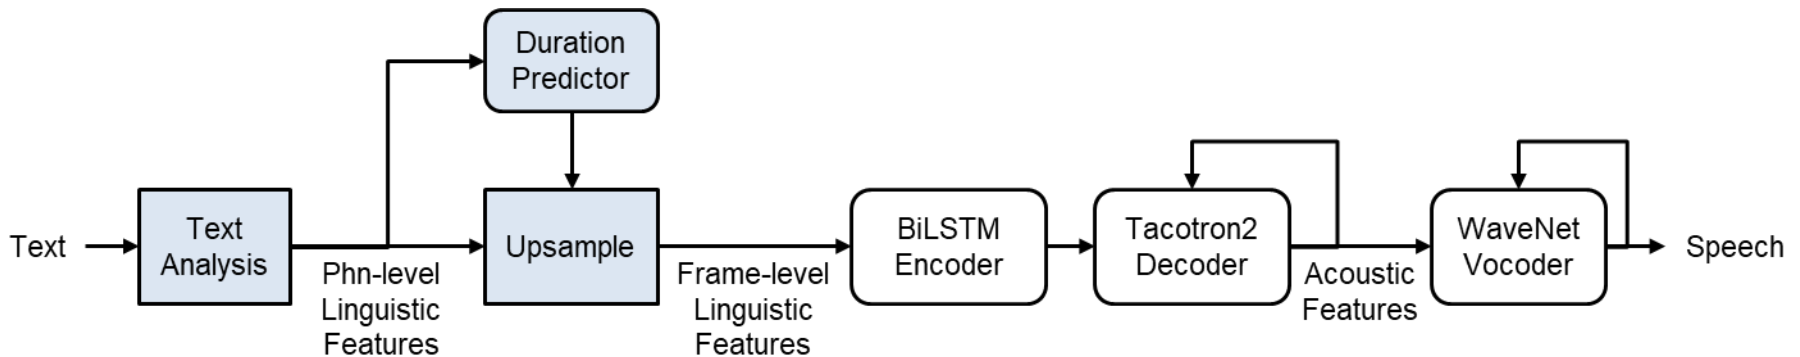 Duration
Predictor
Text
Text
Analysis
Phn-level
Linguistic
Features
Upsample
Frame-level
Linguistic
Features
BiLSTM
Encoder
Tacotron2
Decoder
Acoustic
Features
WaveNet
Vocoder
Speech